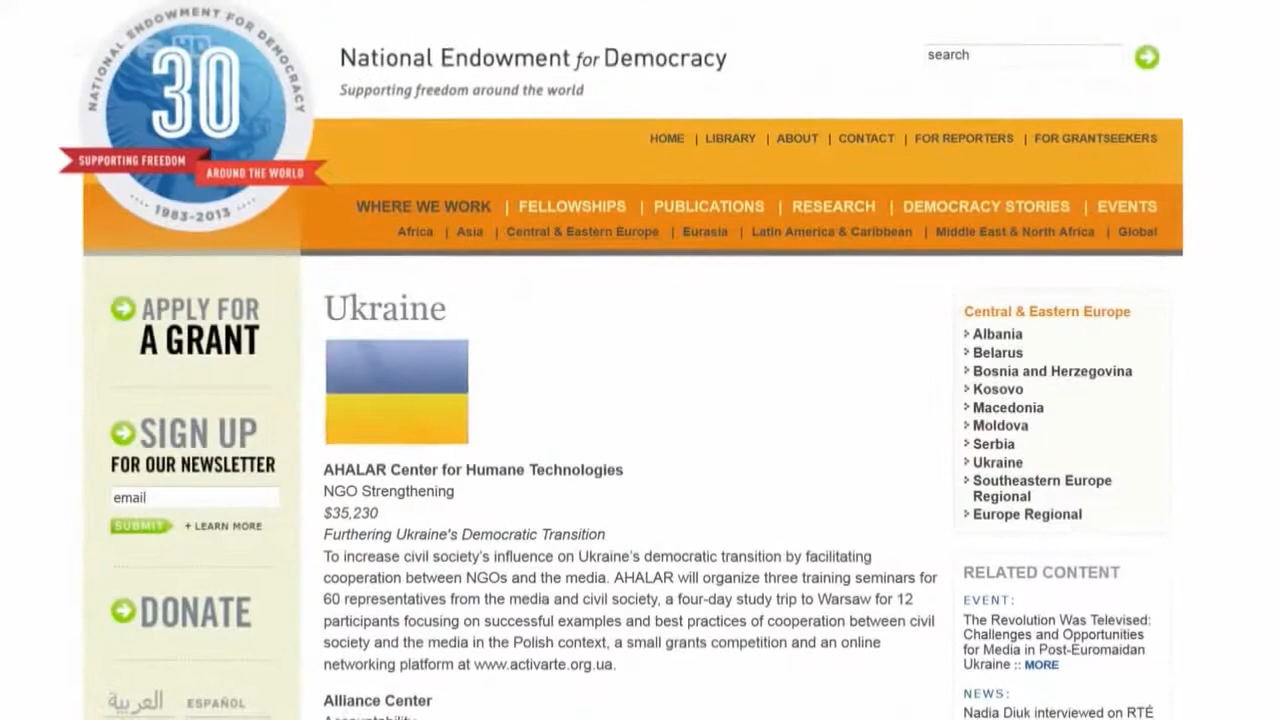 NATIONAL ENDOWMENT FOR DEMOCRACY
30
SUPPORTING FREEDOM
AROUND THE WORLD
1983-2013
National Endowment for Democracy
Supporting freedom around the world
search
HOME | LIBRARY | ABOUT | CONTACT | FOR REPORTERS | FOR GRANTSEEKERS
WHERE WE WORK | FELLOWSHIPS | PUBLICATIONS | RESEARCH | DEMOCRACY STORIES | EVENTS
Africa | Asia | Central & Eastern Europe | Eurasia | Latin America & Caribbean | Middle East & North Africa | Global
APPLY FOR
A GRANT
SIGN UP
FOR OUR NEWSLETTER
email
SUBMIT + LEARN MORE
DONATE
العربية ESPAÑOL
Ukraine
AHALAR Center for Humane Technologies
NGO Strengthening
$35,230
Furthering Ukraine's Democratic Transition
To increase civil society's influence on Ukraine's democratic transition by facilitating
cooperation between NGOs and the media. AHALAR will organize three training seminars for
60 representatives from the media and civil society, a four-day study trip to Warsaw for 12
participants focusing on successful examples and best practices of cooperation between civil
society and the media in the Polish context, a small grants competition and an online
networking platform at www.activarte.org.ua.
Alliance Center
Accountability
Central & Eastern Europe
Albania
Belarus
Bosnia and Herzegovina
Kosovo
Macedonia
Moldova
Serbia
Ukraine
Southeastern Europe
Regional
Europe Regional
RELATED CONTENT
EVENT:
The Revolution Was Televised:
Challenges and Opportunities
for Media in Post-Euromaidan
Ukraine :: MORE
NEWS:
Nadia Diuk interviewed on RTÉ